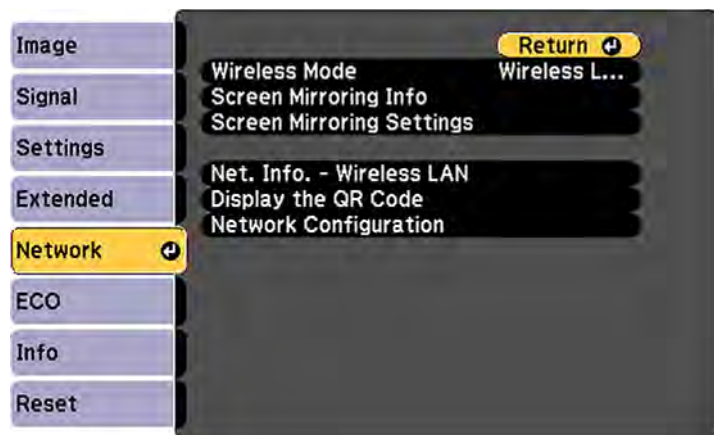 Image
Signal
Settings
Extended
Network
ECO
Info
Reset
Return
Wireless Mode Wireless L...
Screen Mirroring Info
Screen Mirroring Settings
Net. Info. - Wireless LAN
Display the QR Code
Network Configuration